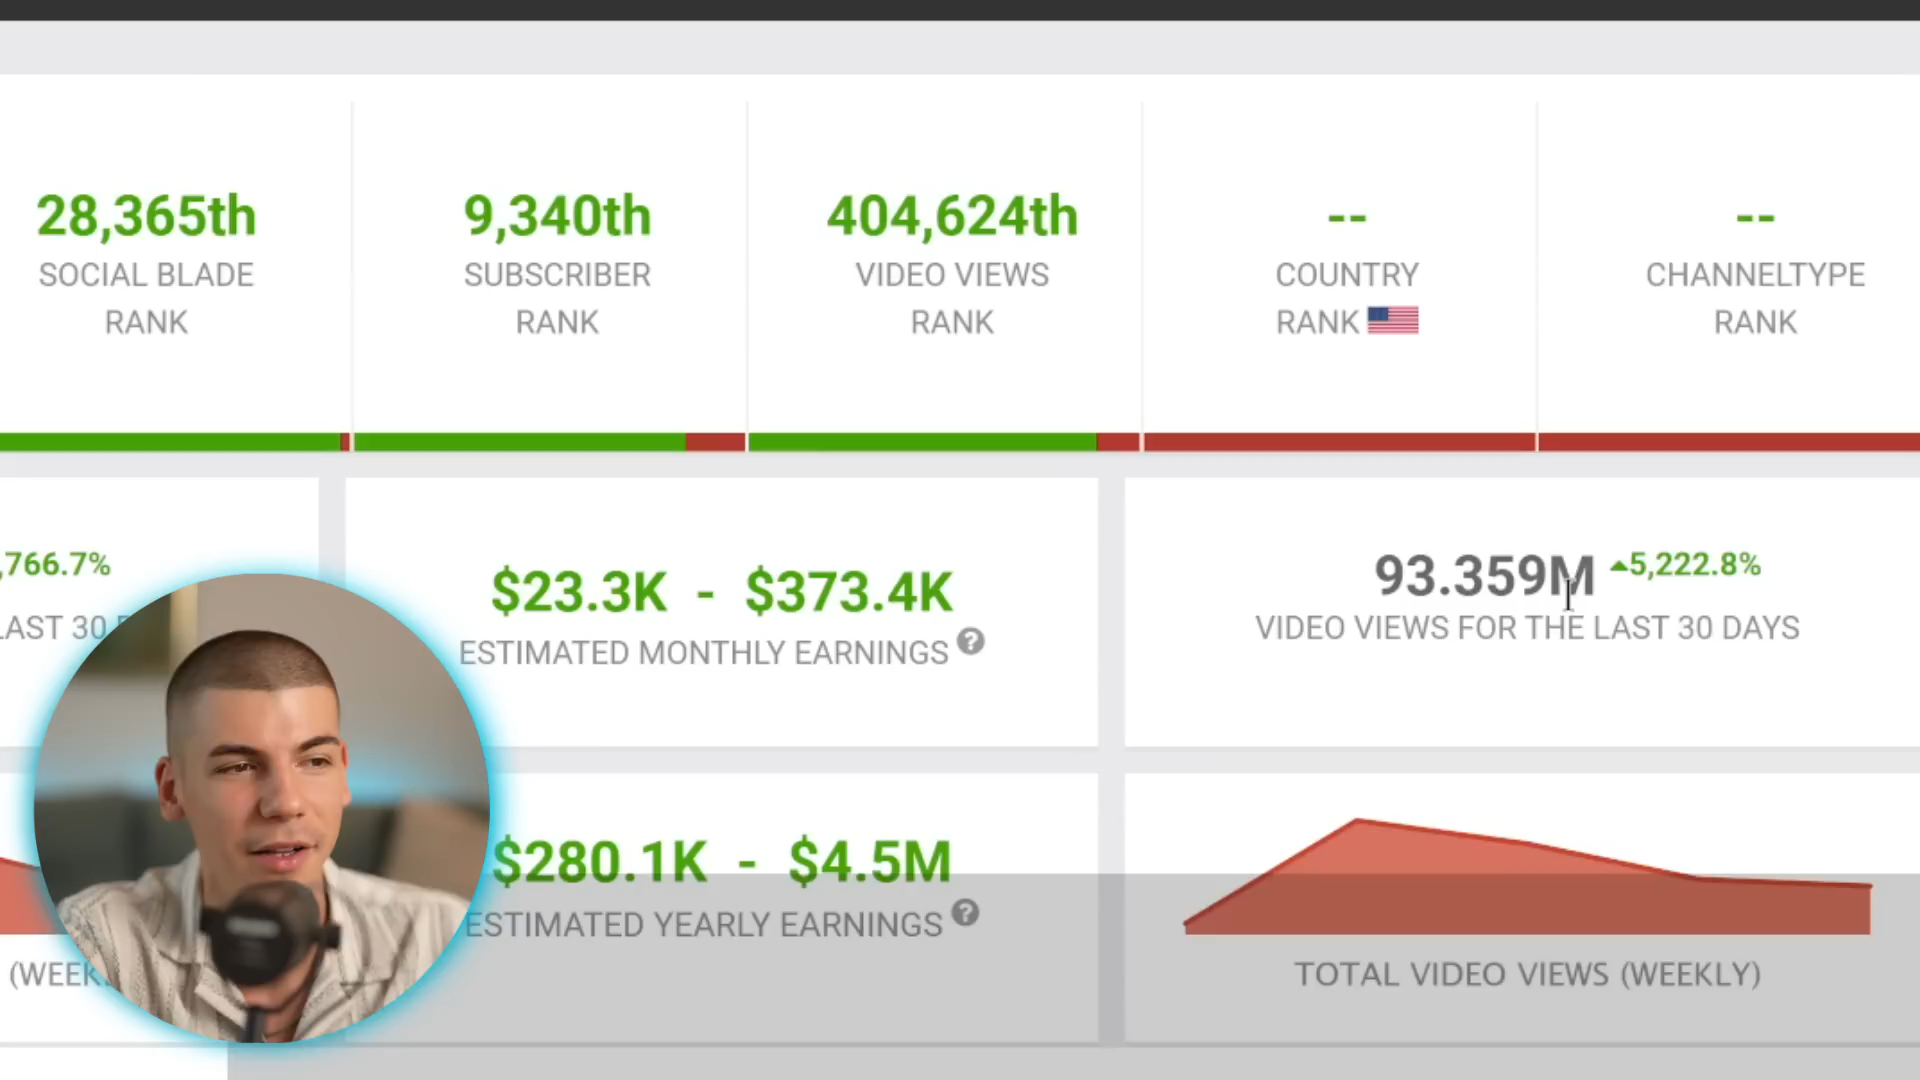 28,365th
SOCIAL BLADE
RANK
9,340th
SUBSCRIBER
RANK
404,624th
VIDEO VIEWS
RANK
--
COUNTRY
RANK
--
CHANNELTYPE
RANK
,766.7%
LAST 30
$23.3K - $373.4K
ESTIMATED MONTHLY EARNINGS ?
93.359M ▲5,222.8%
VIDEO VIEWS FOR THE LAST 30 DAYS
$280.1K - $4.5M
ESTIMATED YEARLY EARNINGS ?
(WEEK
TOTAL VIDEO VIEWS (WEEKLY)